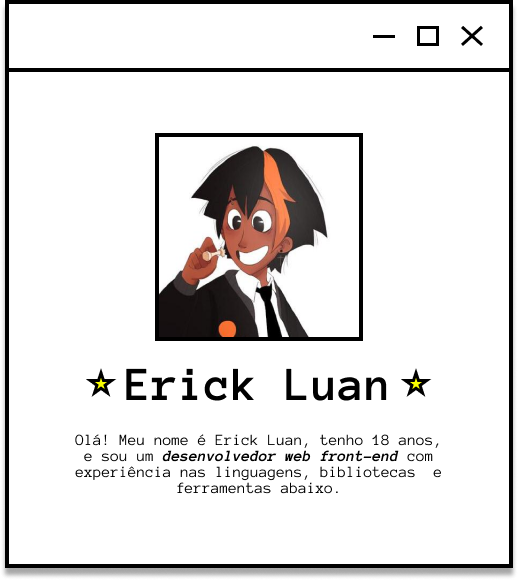 Erick Luan
Olá! Meu nome é Erick Luan, tenho 18 anos,
e sou um desenvolvedor web front-end com
experiência nas linguagens, bibliotecas  e
ferramentas abaixo.